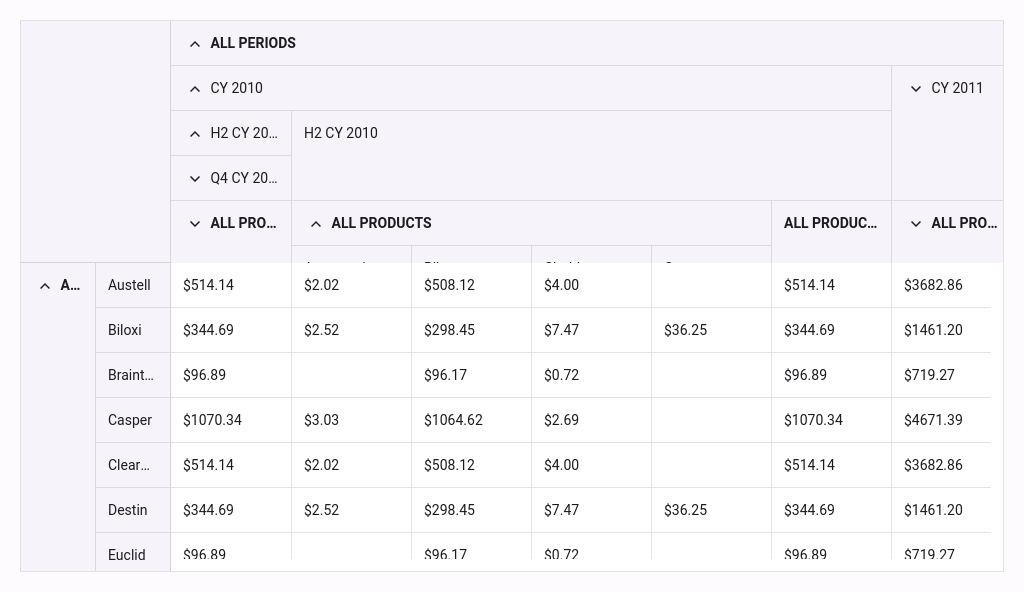 ALL PERIODS
CY 2010 CY 2011
H2 CY 20… H2 CY 2010
Q4 CY 20…
ALL PRO… ALL PRODUCTS ALL PRODUC… ALL PRO…
A… Austell $514.14 $2.02 $508.12 $4.00 $514.14 $3682.86
Biloxi $344.69 $2.52 $298.45 $7.47 $36.25 $344.69 $1461.20
Braint… $96.89 $96.17 $0.72 $96.89 $719.27
Casper $1070.34 $3.03 $1064.62 $2.69 $1070.34 $4671.39
Clear… $514.14 $2.02 $508.12 $4.00 $514.14 $3682.86
Destin $344.69 $2.52 $298.45 $7.47 $36.25 $344.69 $1461.20
Euclid $96.89 $96.17 $0.72 $96.89 $719.27